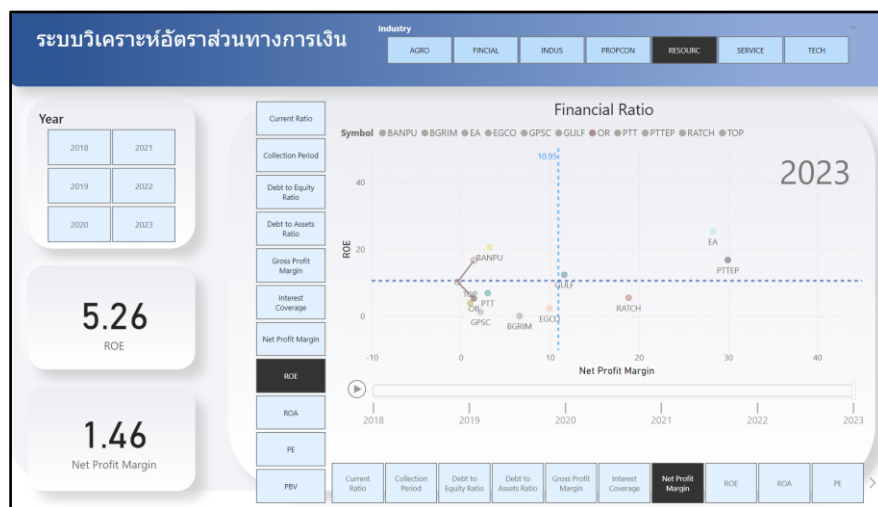 ระบบวิเคราะห์อัตราส่วนทางการเงิน
Industry
AGRO FINCIAL INDUS PROPCON RESOURC SERVICE TECH
Year
2018 2021
2019 2022
2020 2023
5.26
ROE
1.46
Net Profit Margin
Current Ratio
Collection Period
Debt to Equity
Ratio
Debt to Assets
Ratio
Gross Profit
Margin
Interest
Coverage
Net Profit Margin
ROE
ROA
PE
PBV
Financial Ratio
Symbol BANPU BGRIM EA EGCO GPSC GULF OR PTT PTTEP RATCH TOP
2023
10.95
ROE
40
20
0
EA
BANPU
PTTEP
GULF
TOP
PTT
RATCH
OR
GPSC
EGCO
BGRIM
-10 0 10 20 30 40
Net Profit Margin
2018 2019 2020 2021 2022 2023
Current
Ratio
Collection
Period
Debt to
Equity Ratio
Debt to
Assets Ratio
Gross Profit
Margin
Interest
Coverage
Net Profit
Margin
ROE
ROA
PE